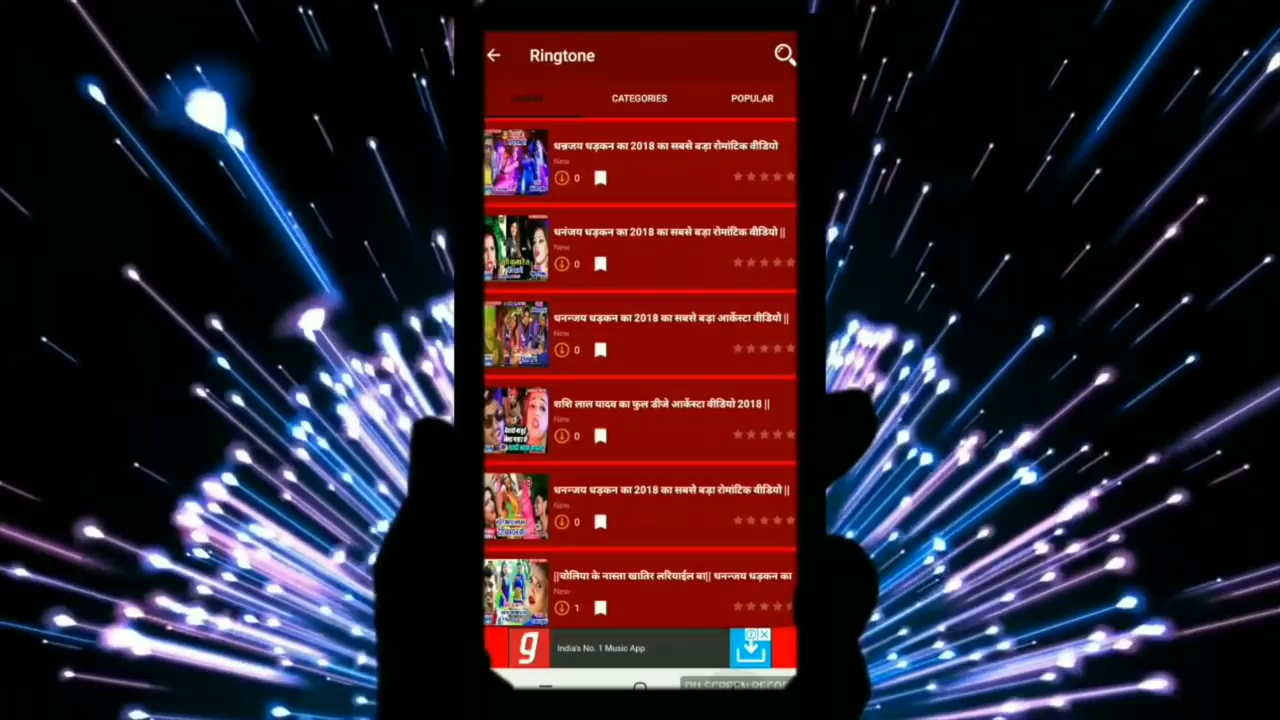 Ringtone
CATEGORIES
POPULAR
धन्नजय धड़कन का 2018 का सबसे बड़ा रोमांटिक वीडियो
New
0
धनंजय धड़कन का 2018 का सबसे बड़ा रोमांटिक वीडियो ||
New
0
धनन्जय धड़कन का 2018 का सबसे बड़ा आर्केस्टा वीडियो ||
New
0
शशि लाल यादव का फुल डीजे आर्केस्टा वीडियो 2018 ||
New
0
धनन्जय धड़कन का 2018 का सबसे बड़ा रोमांटिक वीडियो ||
New
0
||चोलिया के नास्ता खातिर लरियाईल बा|| धनन्जय धड़कन का
New
1
g
India's No. 1 Music App